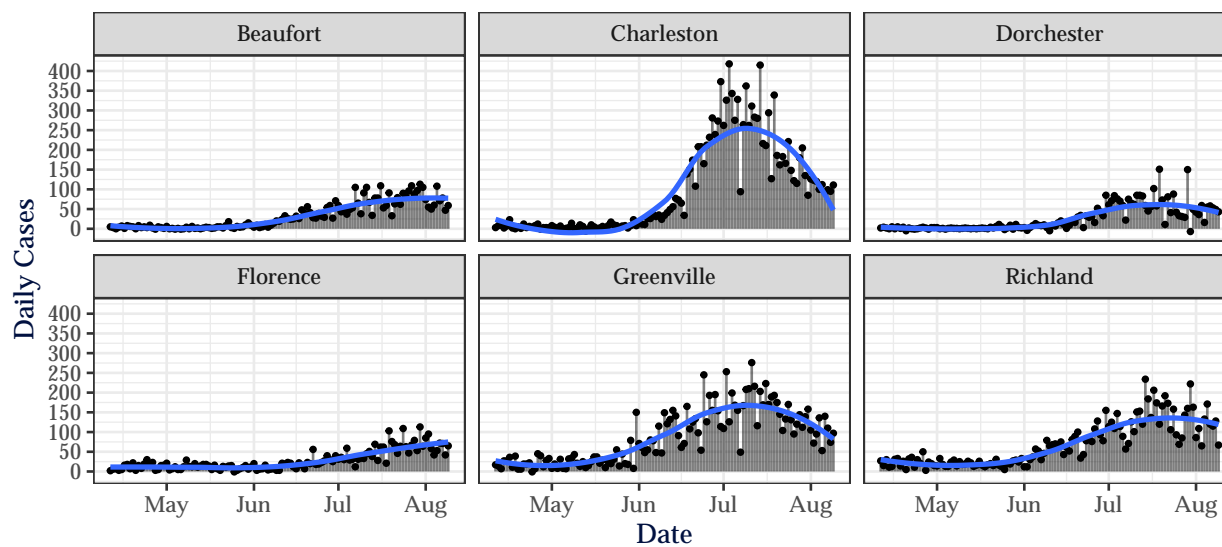 Beaufort
Charleston
Dorchester
400
350
300
250
200
150
100
50
0
Florence
Greenville
Richland
400
350
300
250
200
150
100
50
0
Daily Cases
May Jun Jul Aug
May Jun Jul Aug
May Jun Jul Aug
Date